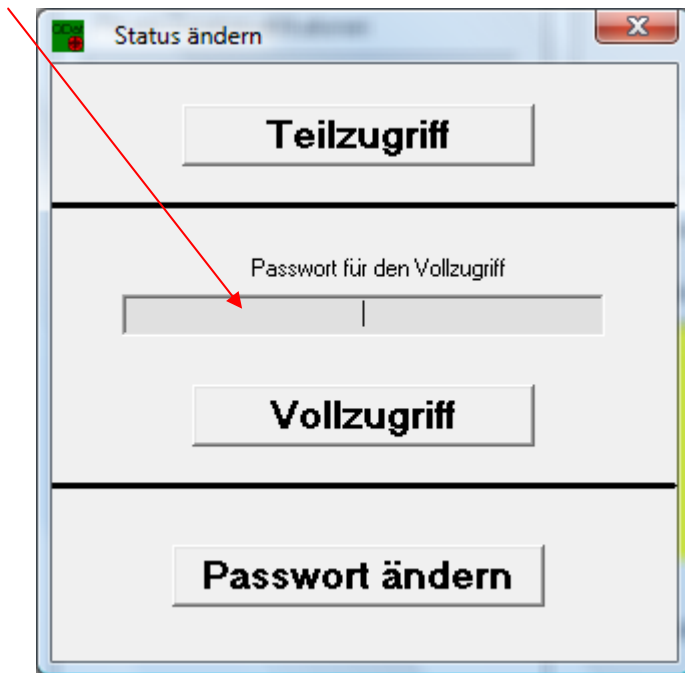 Status ändern
Teilzugriff
Passwort für den Vollzugriff
Vollzugriff
Passwort ändern